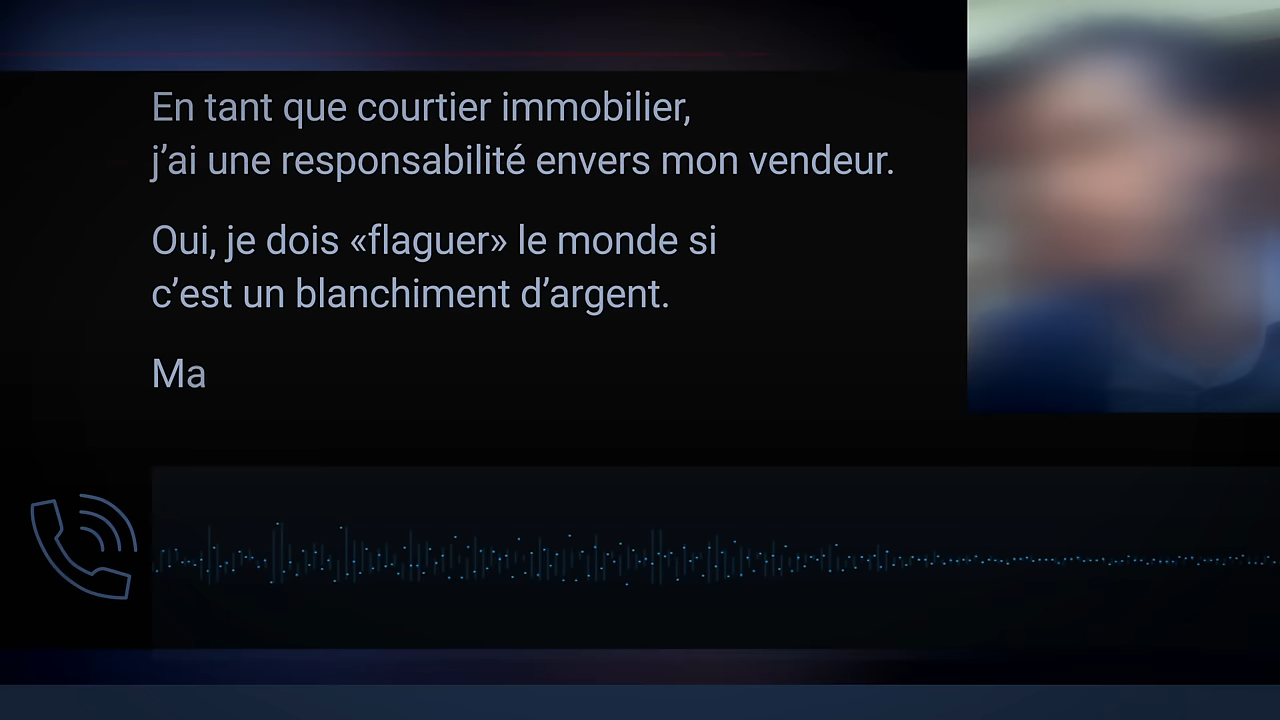 En tant que courtier immobilier,
j’ai une responsabilité envers mon vendeur.
Oui, je dois «flaguer» le monde si
c’est un blanchiment d’argent.
Ma